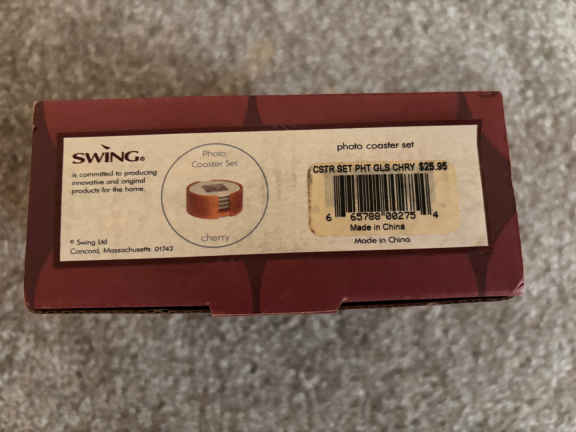 SWING®
is committed to producing
innovative and original
products for the home.
© Swing Ltd
Concord, Massachusetts 01742
Photo
Coaster Set
cherry
photo coaster set
CSTR SET PHT GLS CHRY $25.95
6 65788 00275 4
Made in China
Made in China